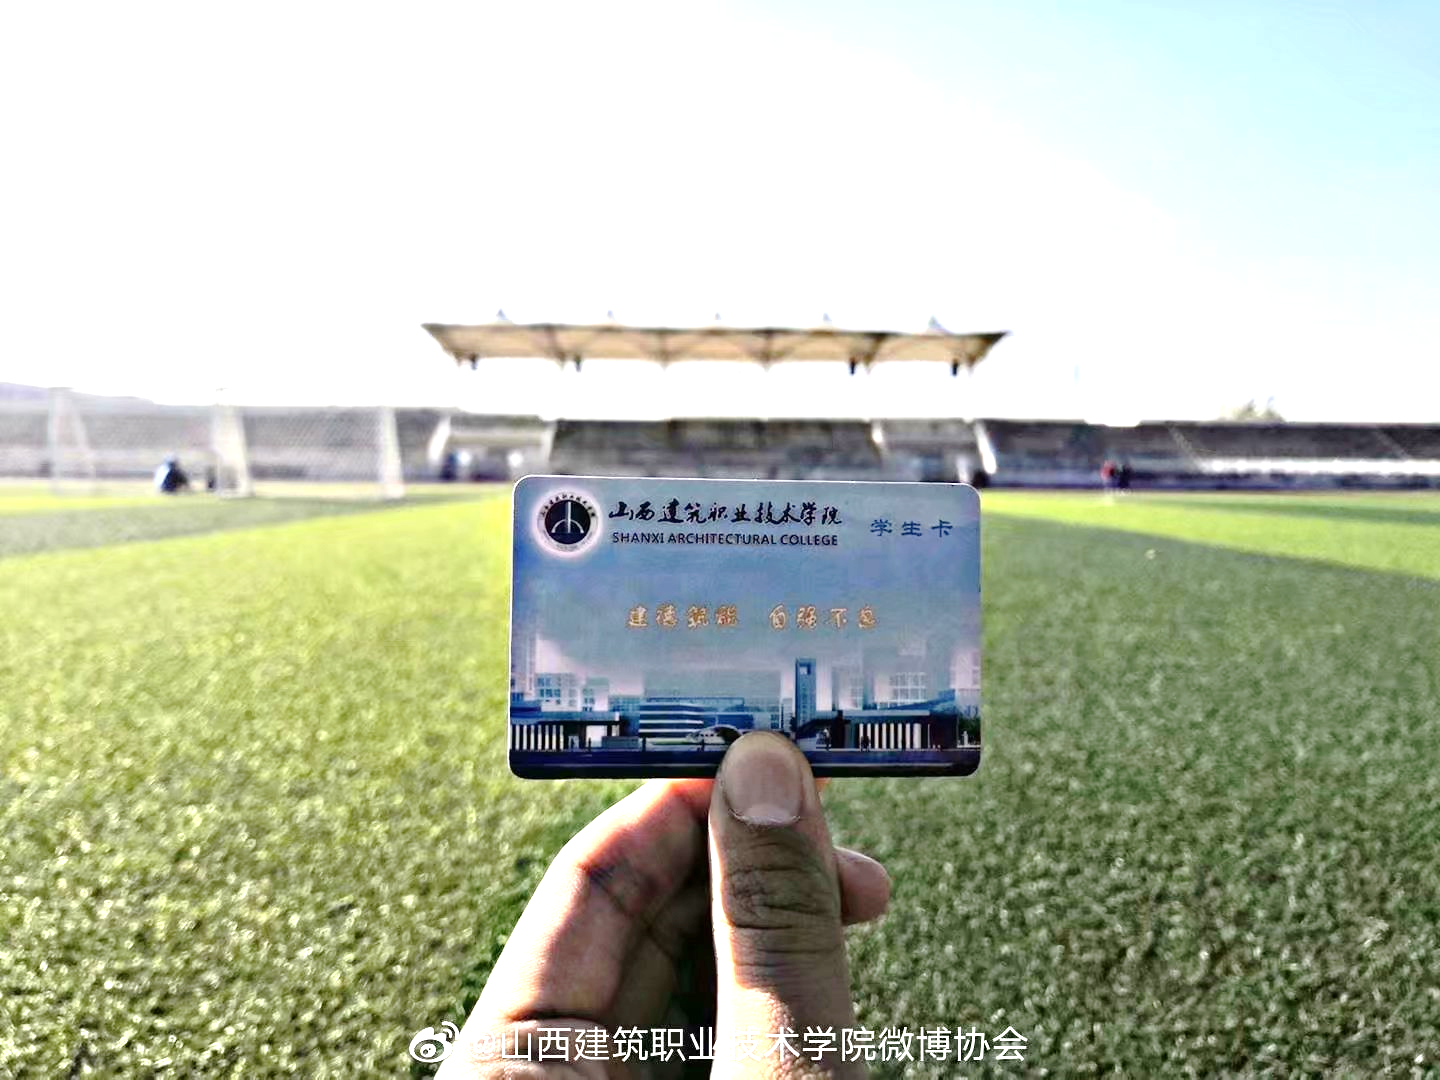 山西建筑职业技术学院
SHANXI ARCHITECTURAL COLLEGE
学生卡
建德筑能 自强不息
@山西建筑职业技术学院微博协会